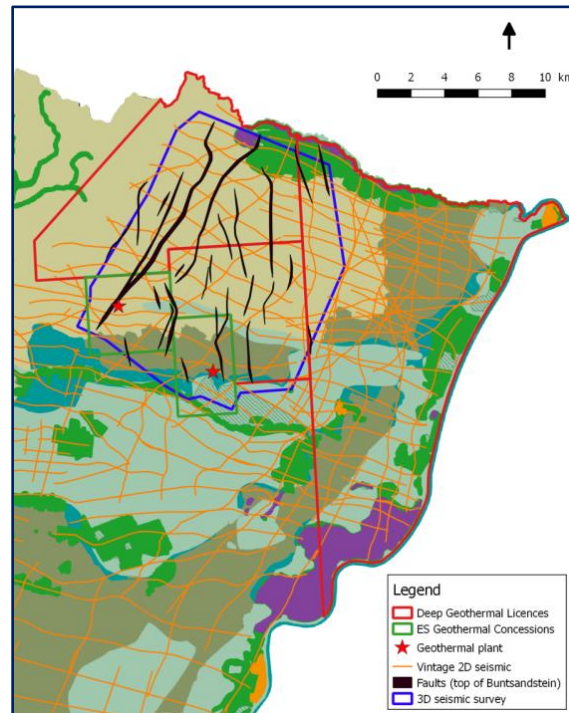 0 2 4 6 8 10 km
Legend
Deep Geothermal Licences
ES Geothermal Concessions
Geothermal plant
Vintage 2D seismic
Faults (top of Buntsandstein)
3D seismic survey